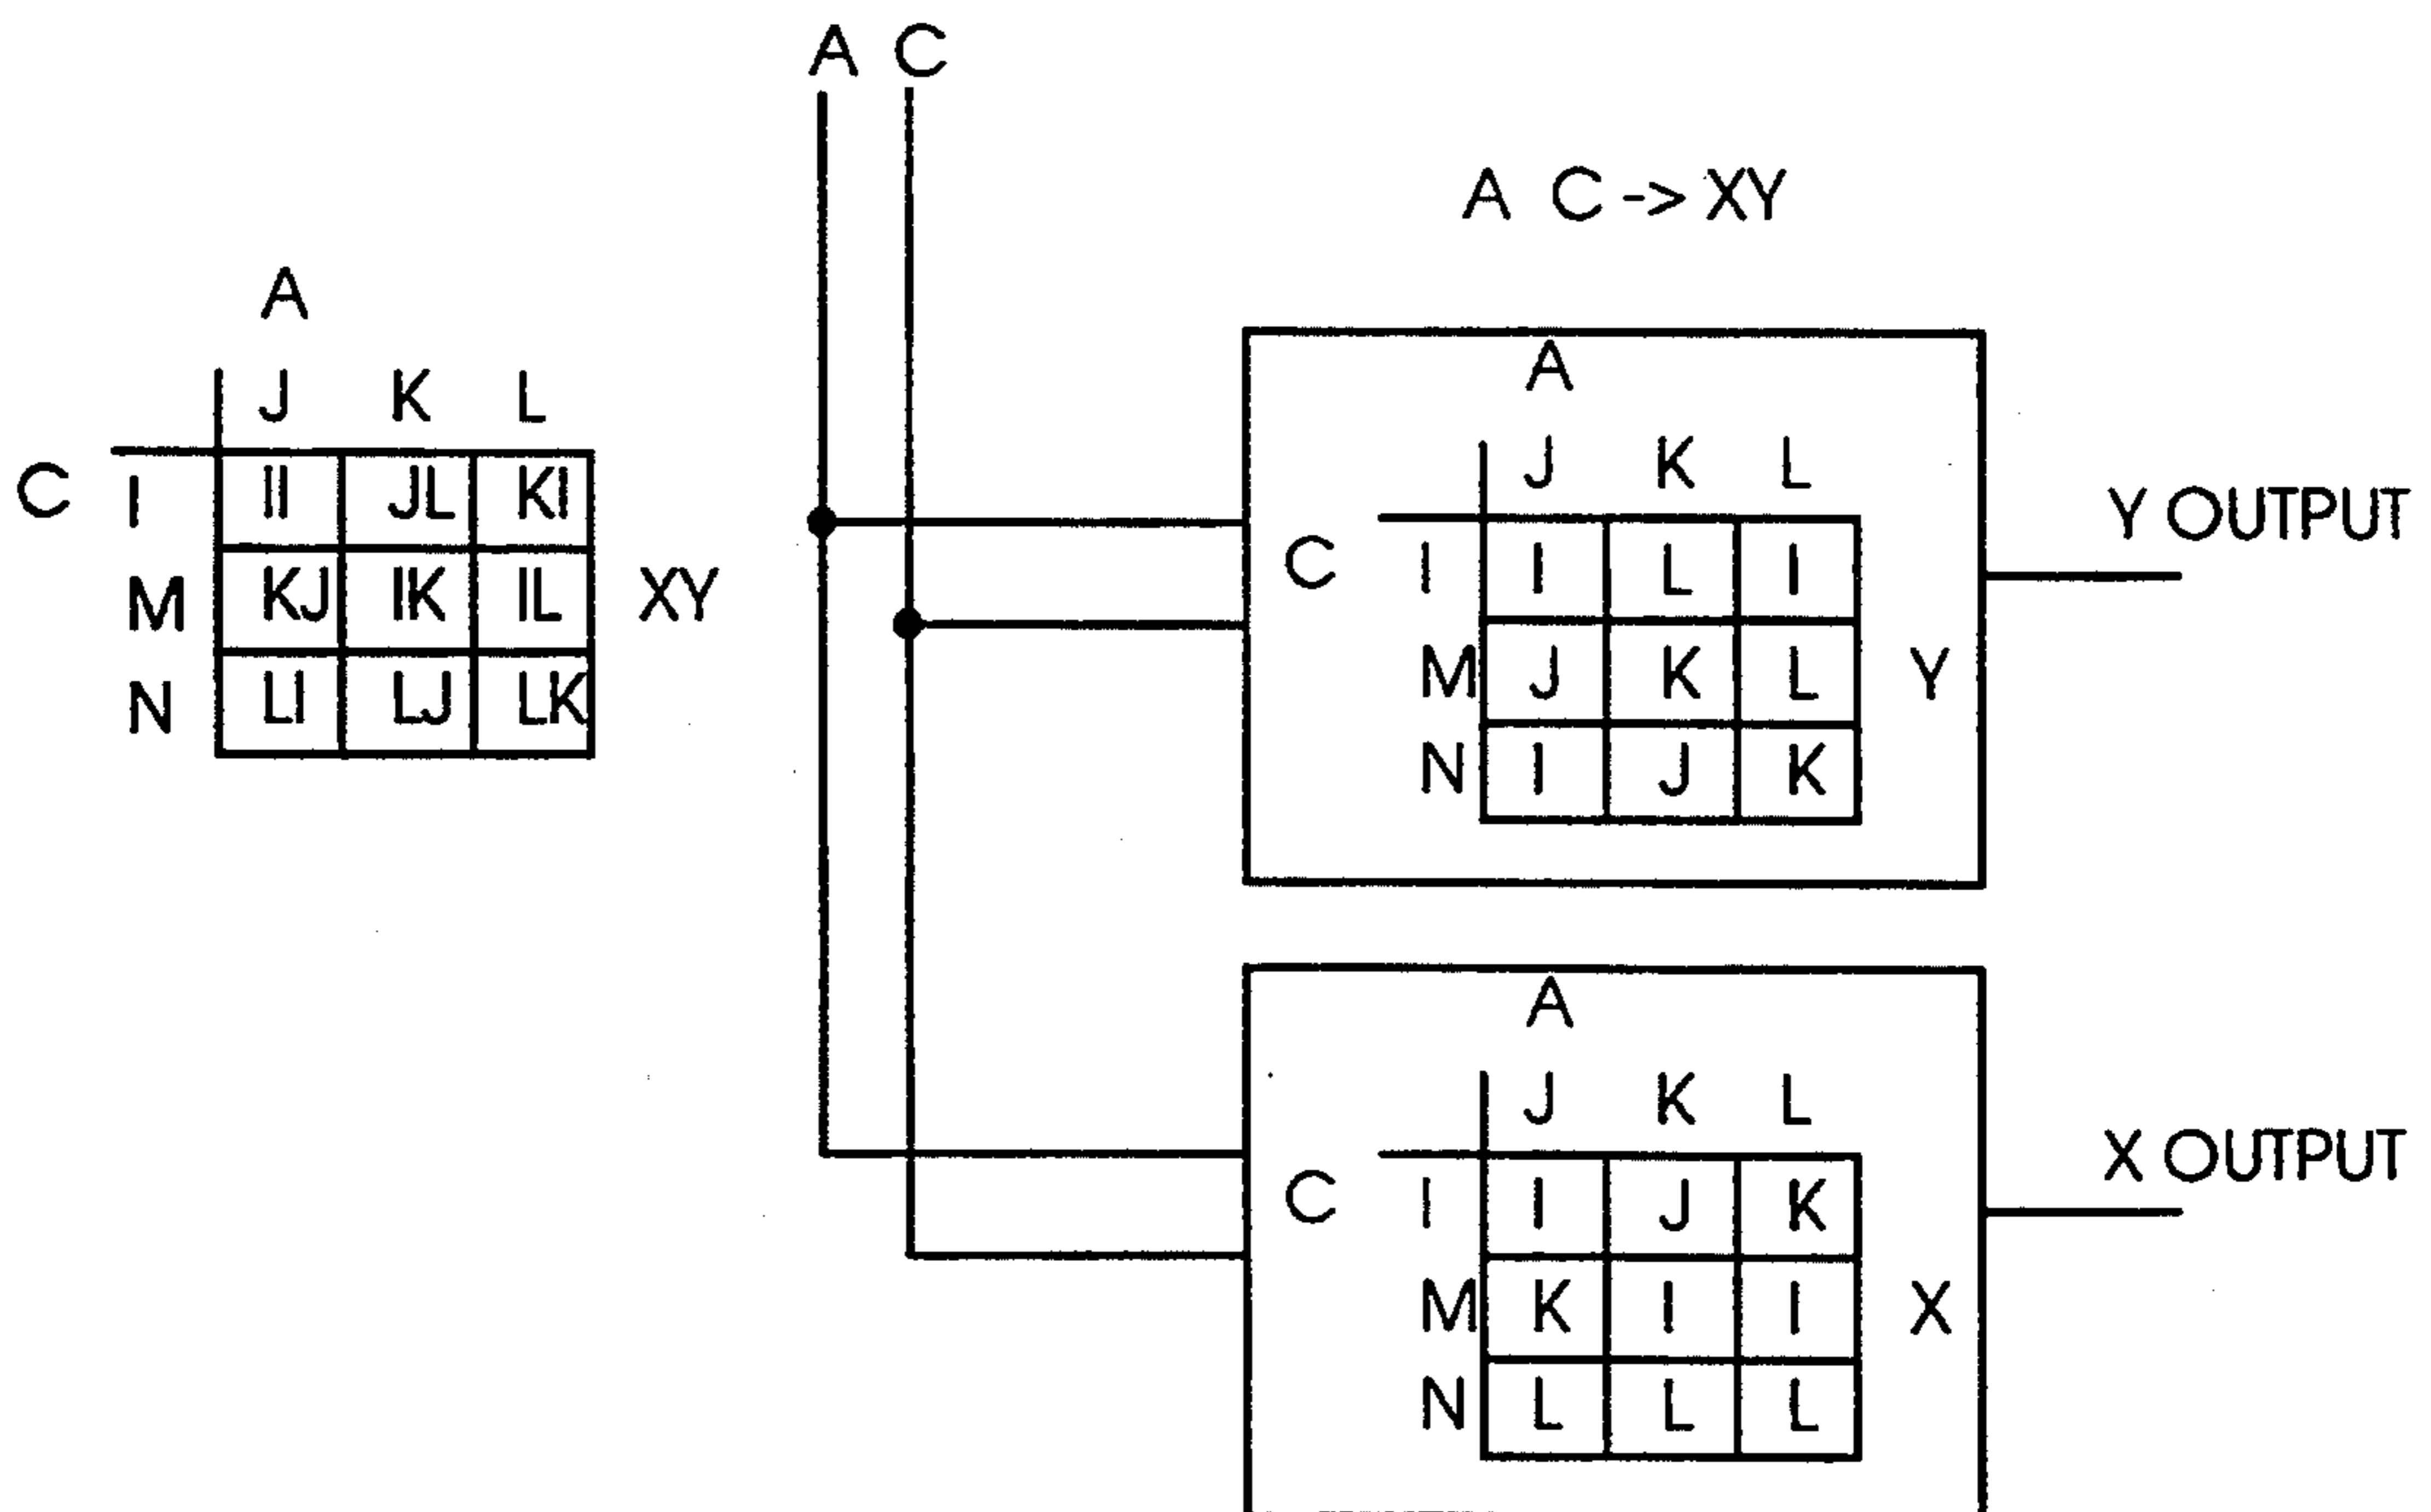 A C
A C -> XY
A
J K L
C I II JL KI
M KJ IK IL XY
N LI LJ LK
A
J K L
C I I L I
M J K L Y
N I J K
Y OUTPUT
A
J K L
C I I J K
M K I I X
N L L L
X OUTPUT